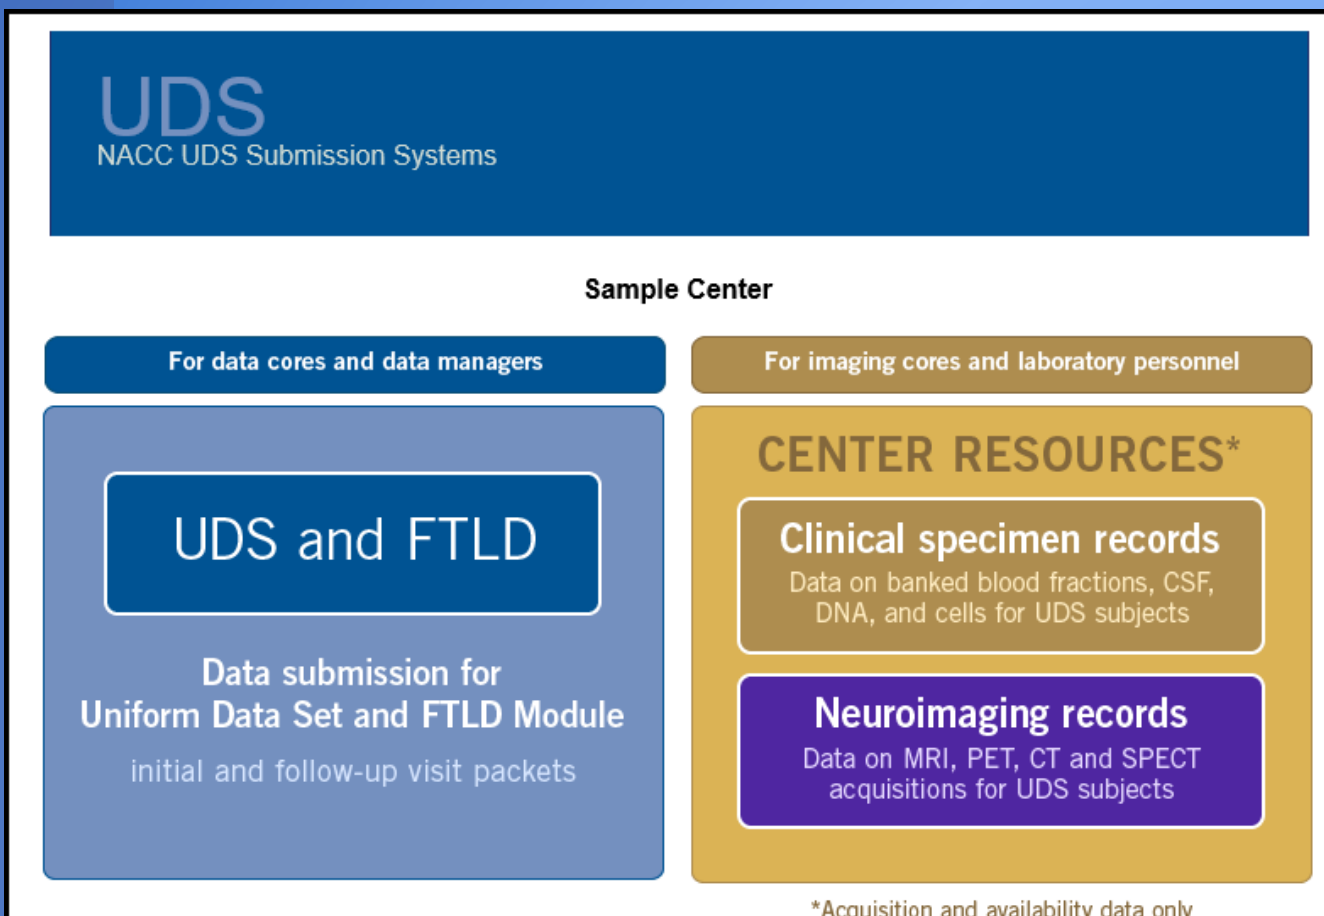 UDS
NACC UDS Submission Systems
Sample Center
For data cores and data managers
UDS and FTLD
Data submission for
Uniform Data Set and FTLD Module
initial and follow-up visit packets
For imaging cores and laboratory personnel
CENTER RESOURCES*
Clinical specimen records
Data on banked blood fractions, CSF,
DNA, and cells for UDS subjects
Neuroimaging records
Data on MRI, PET, CT and SPECT
acquisitions for UDS subjects
*Acquisition and availability data only